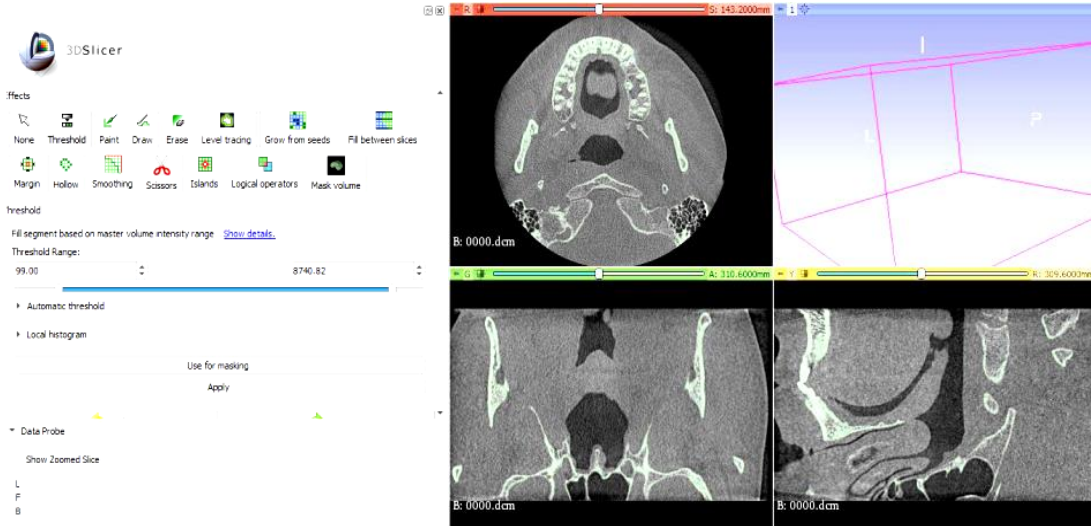 3DSlicer
Effects
None Threshold Paint Draw Erase Level tracing Grow from seeds Fill between slices
Margin Hollow Smoothing Scissors Islands Logical operators Mask volume
Threshold
Fill segment based on master volume intensity range Show details.
Threshold Range:
99.00 8740.82
Automatic threshold
Local histogram
Use for masking
Apply
Data Probe
Show Zoomed Slice
L
F
B
R S: 143.2000mm
B: 0000.dcm
1
I
L
P
G A: 310.6000mm
B: 0000.dcm
Y R: 309.6000mm
B: 0000.dcm